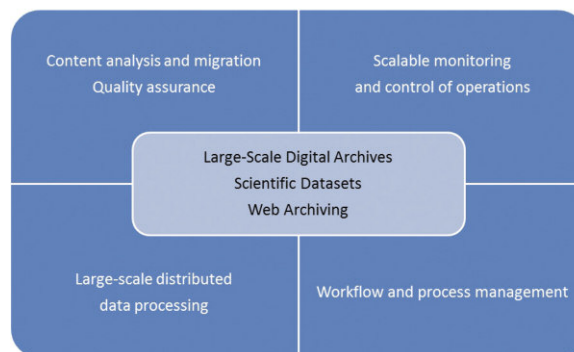 Content analysis and migration
Quality assurance
Scalable monitoring
and control of operations
Large-Scale Digital Archives
Scientific Datasets
Web Archiving
Large-scale distributed
data processing
Workflow and process management